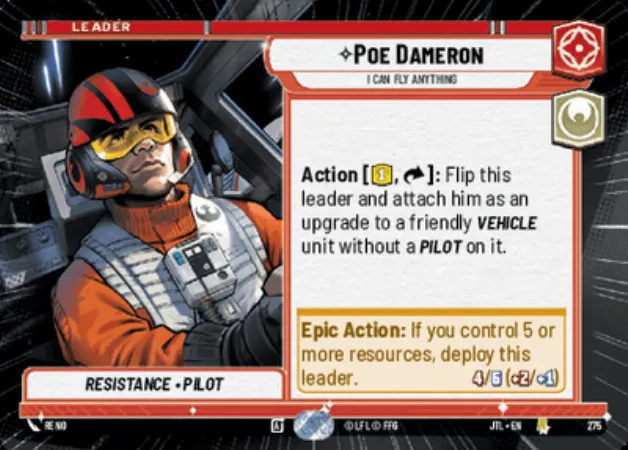 LEADER
✧POE DAMERON
I CAN FLY ANYTHING
Action [1, ]: Flip this
leader and attach him as an
upgrade to a friendly VEHICLE
unit without a PILOT on it.
Epic Action: If you control 5 or
more resources, deploy this
leader.
4/6 (+2/+1)
RESISTANCE • PILOT
RE NIO
A
© LFL © FFG
JTL • EN
275